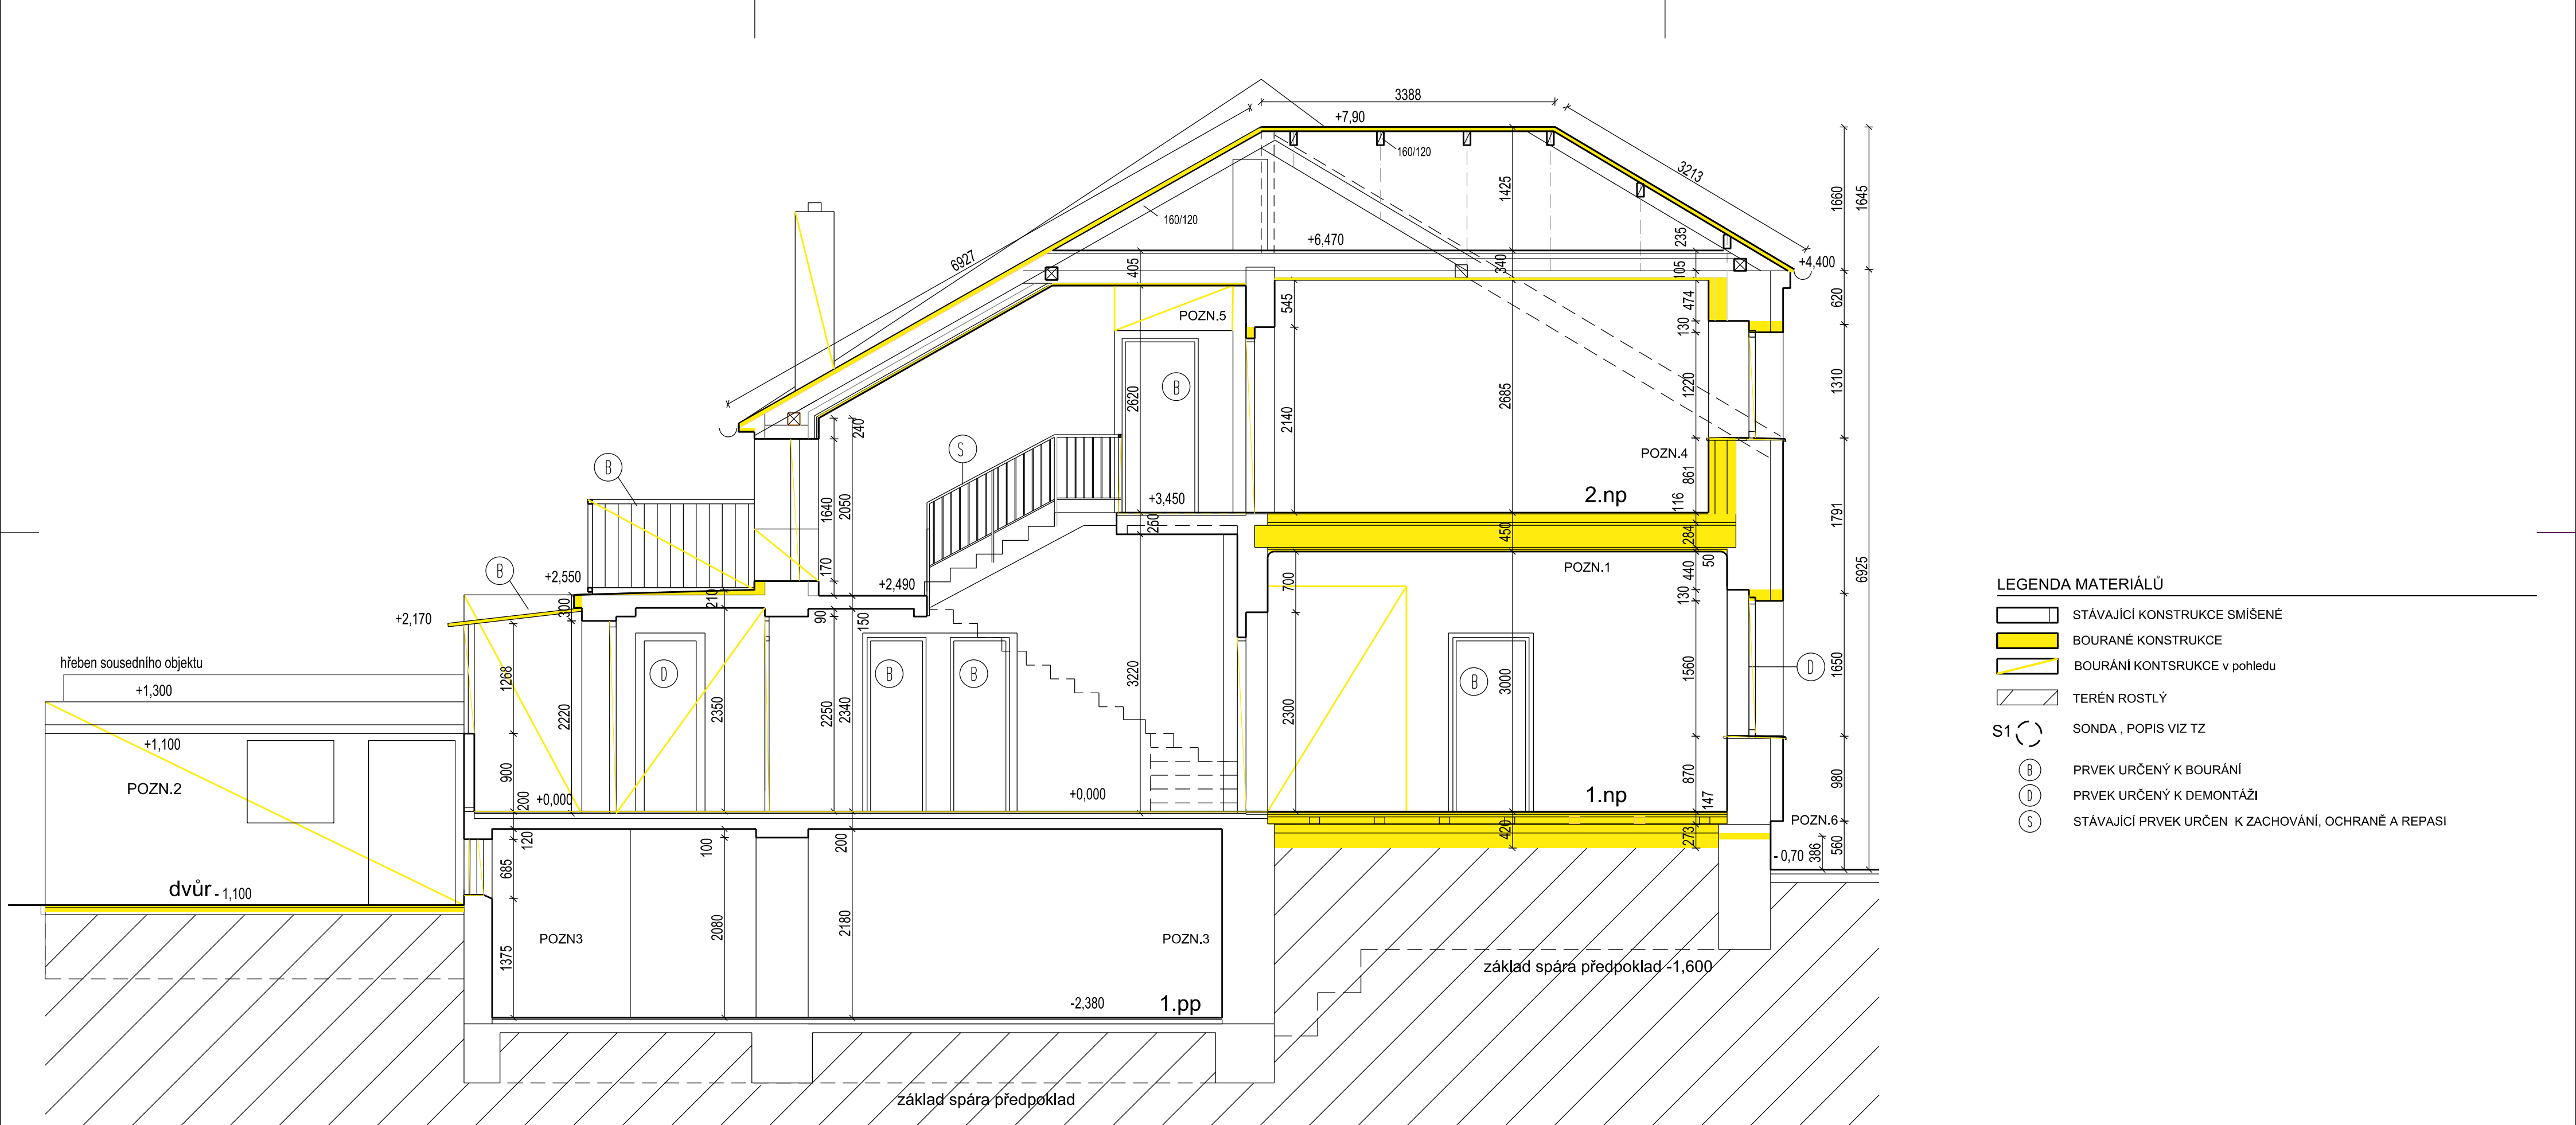 3388
+7,90
160/120
3213
1425
1660
1645
160/120
+6,470
235
6927
405
340
105
+4,400
545
474
620
POZN.5
130
B
2620
2140
2685
1220
1310
240
S
POZN.4
B
861
1640
2050
+3,450
2.np
116
250
450
284
1791
B
170
+2,550
+2,490
POZN.1
50
440
6925
700
300
210
90
150
130
+2,170
hřeben sousedního objektu
+1,300
1268
D
B
B
3220
B
3000
1560
1650
D
2220
2350
2250
2340
2300
+1,100
POZN.2
900
200
+0,000
+0,000
1.np
870
147
980
POZN.6
120
100
200
420
273
- 0,70
386
560
685
dvůr - 1,100
POZN3
2080
2180
POZN.3
1375
základ spára předpoklad -1,600
-2,380
1.pp
základ spára předpoklad
LEGENDA MATERIÁLŮ
STÁVAJÍCÍ KONSTRUKCE SMÍŠENÉ
BOURANÉ KONSTRUKCE
BOURÁNÍ KONTSRUKCE v pohledu
TERÉN ROSTLÝ
S1 SONDA , POPIS VIZ TZ
B PRVEK URČENÝ K BOURÁNÍ
D PRVEK URČENÝ K DEMONTÁŽI
S STÁVAJÍCÍ PRVEK URČEN K ZACHOVÁNÍ, OCHRANĚ A REPASI